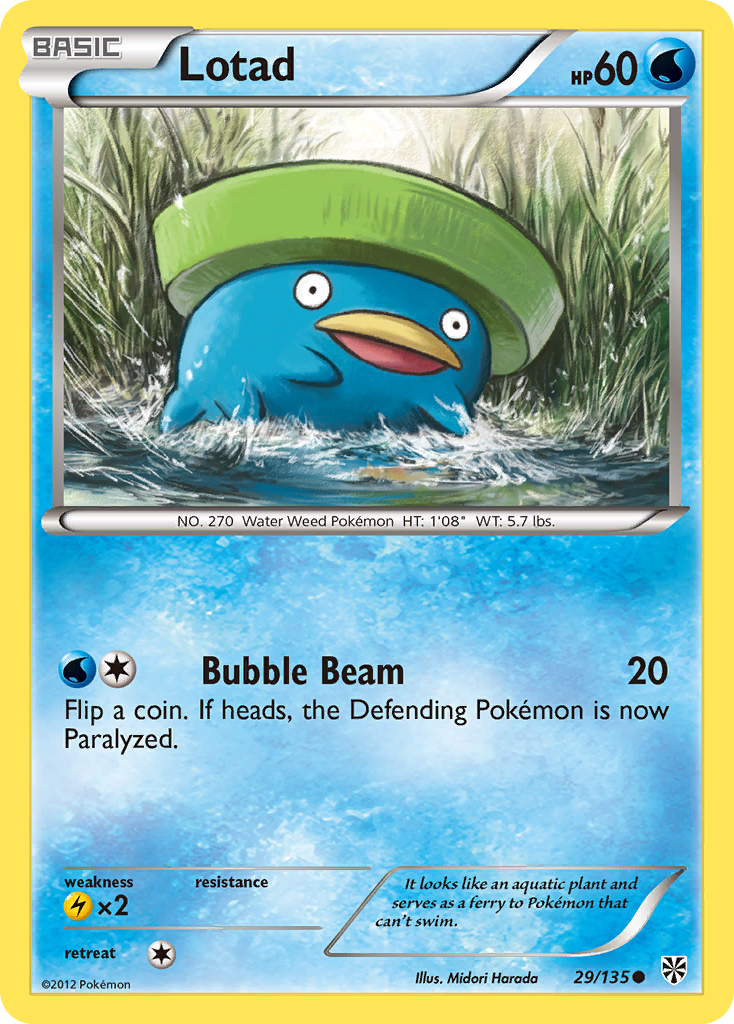 BASIC
Lotad
HP60
NO. 270 Water Weed Pokémon HT: 1'08" WT: 5.7 lbs.
Bubble Beam 20
Flip a coin. If heads, the Defending Pokémon is now
Paralyzed.
weakness resistance
×2
It looks like an aquatic plant and
serves as a ferry to Pokémon that
can't swim.
retreat
©2012 Pokémon
Illus. Midori Harada 29/135